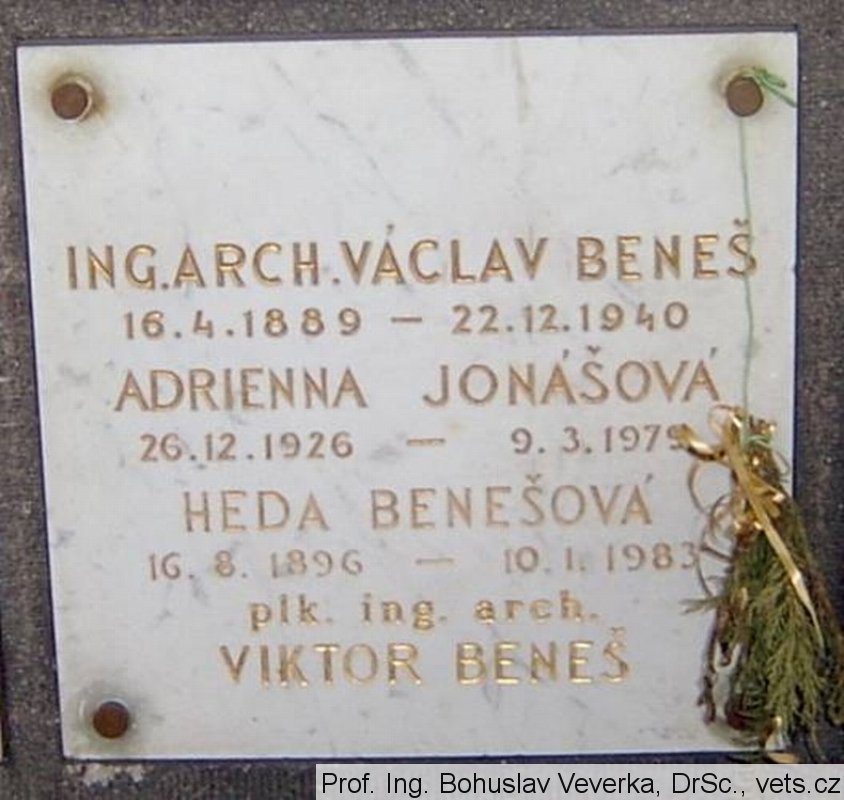 ING.ARCH.VÁCLAV BENEŠ
16.4.1889 — 22.12.1940
ADRIENNA JONÁŠOVÁ
26.12.1926 — 9.3.1979
HEDA BENEŠOVÁ
16.8.1896 — 10.1.1983
plk. ing. arch.
VIKTOR BENEŠ
Prof. Ing. Bohuslav Veverka, DrSc., vets.cz